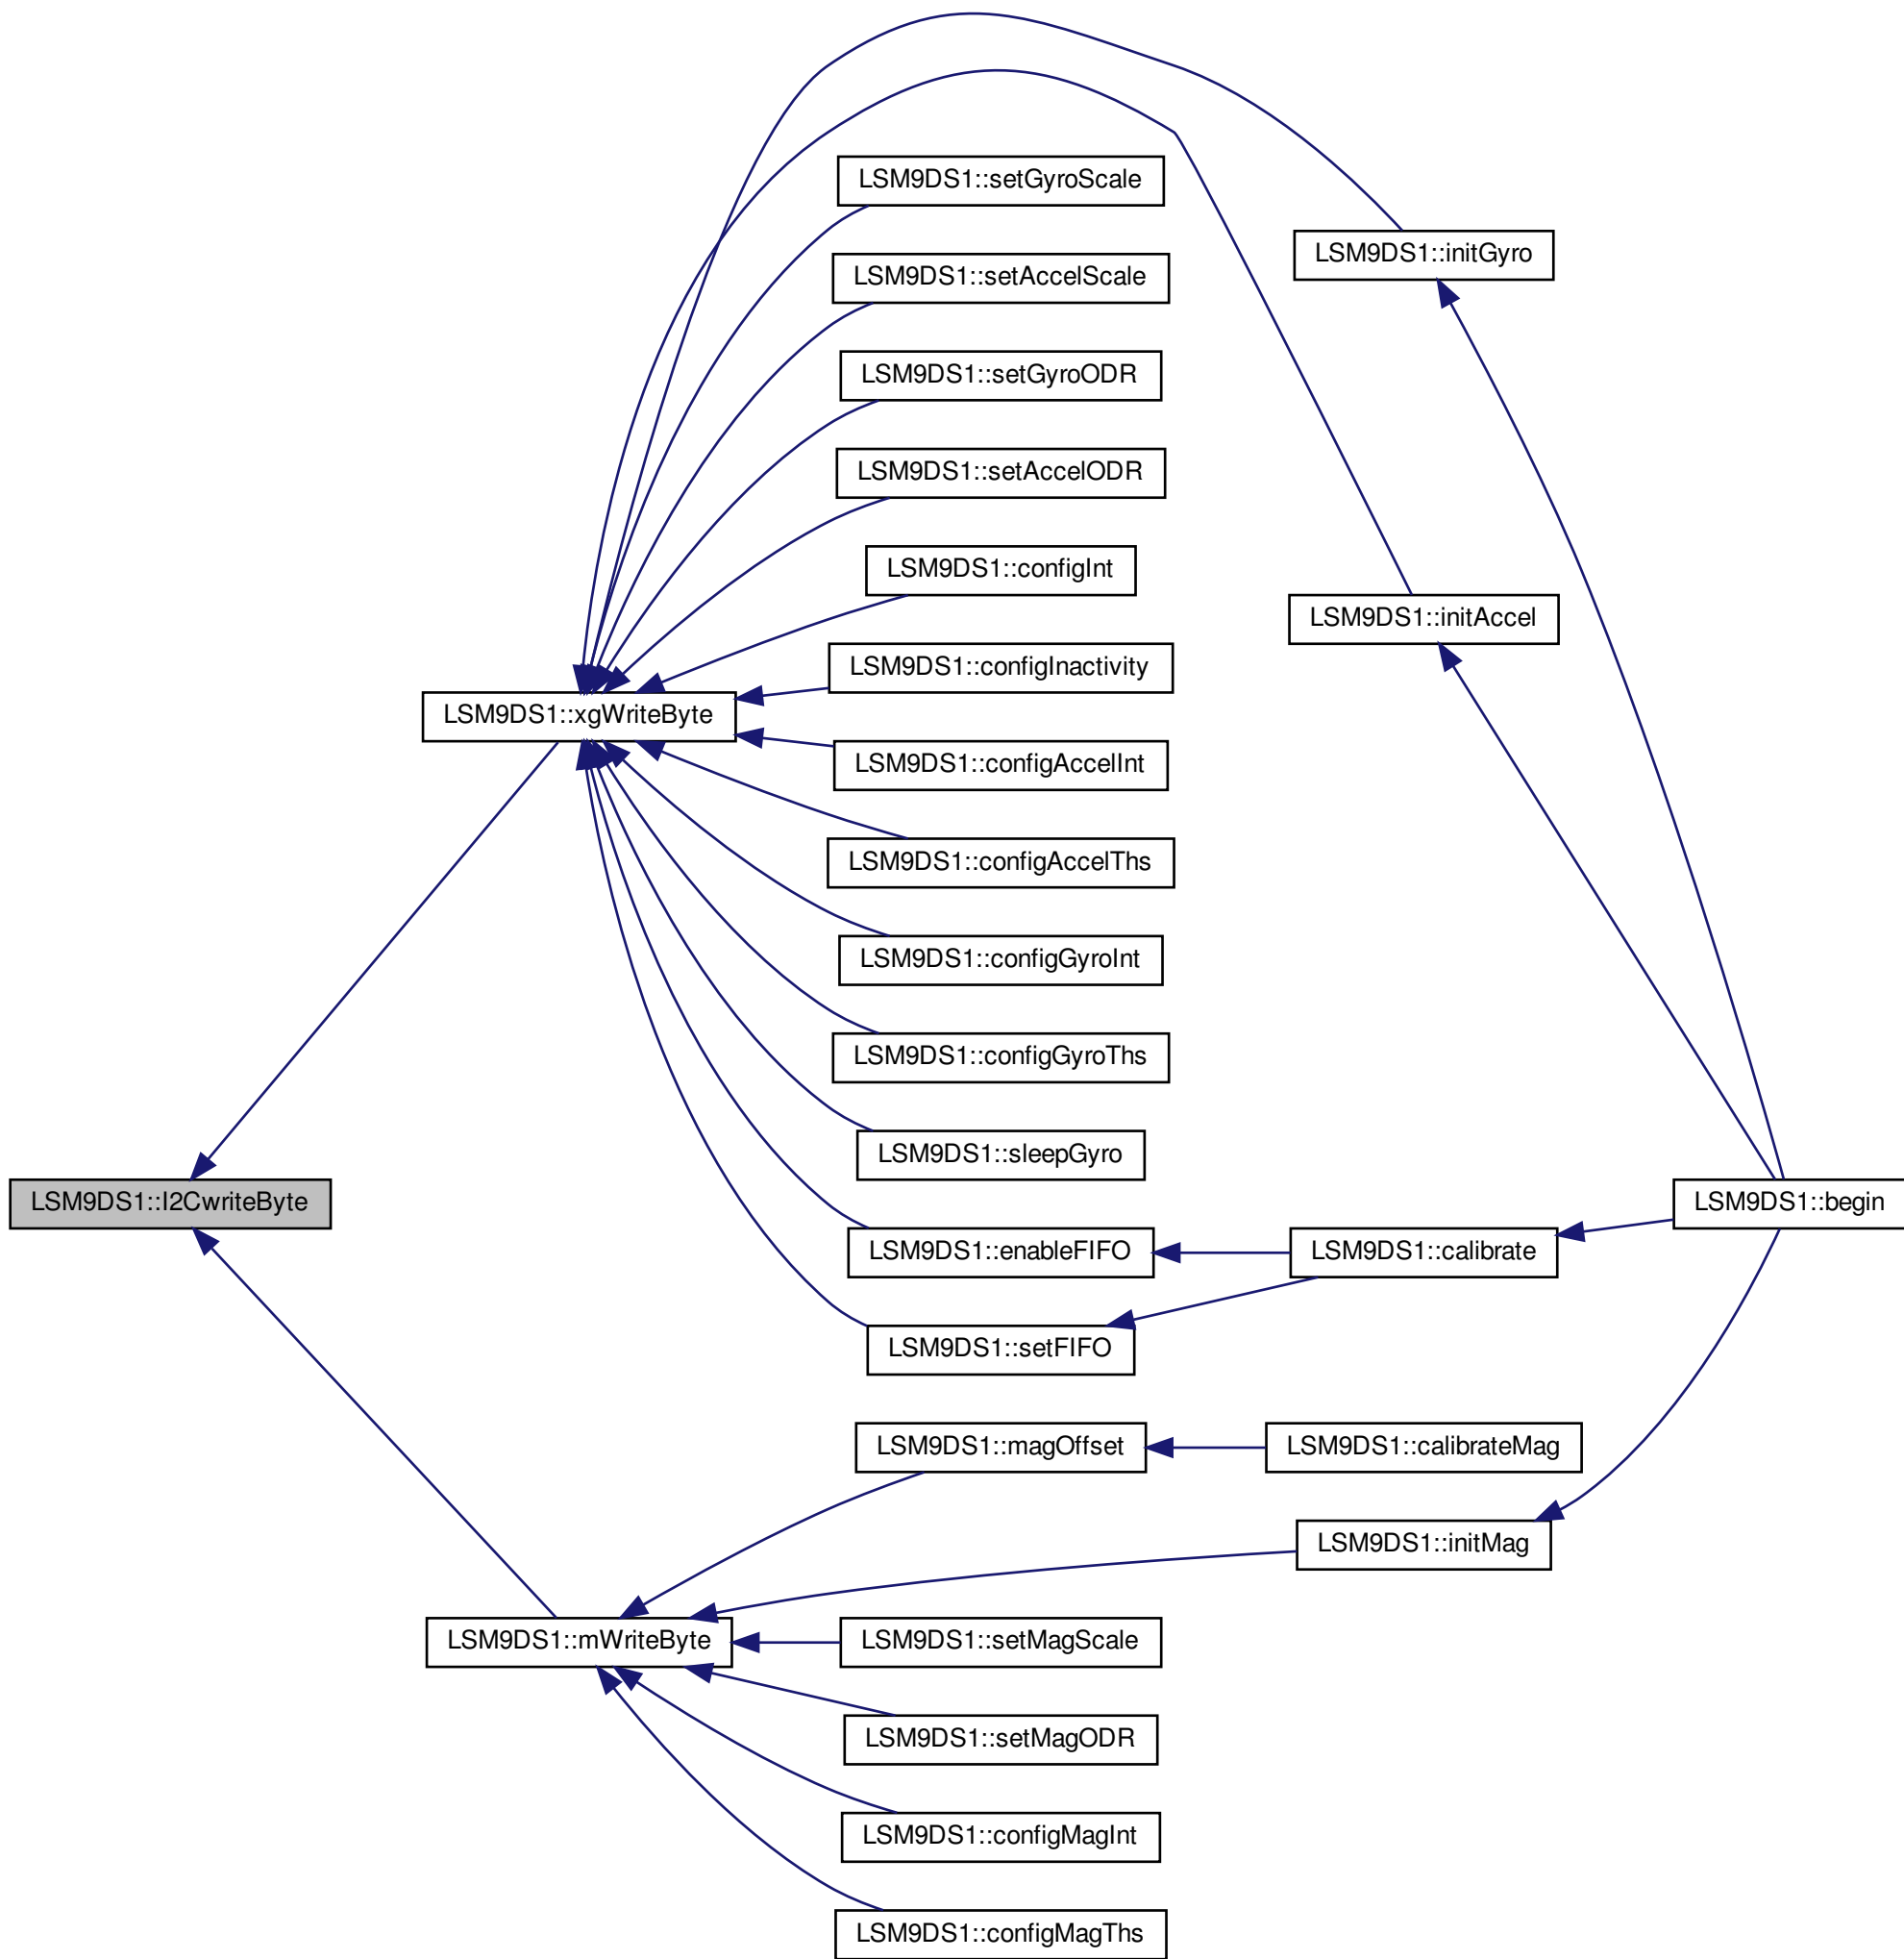 LSM9DS1::setGyroScale
LSM9DS1::initGyro
LSM9DS1::setAccelScale
LSM9DS1::setGyroODR
LSM9DS1::setAccelODR
LSM9DS1::configInt
LSM9DS1::initAccel
LSM9DS1::configInactivity
LSM9DS1::xgWriteByte
LSM9DS1::configAccelInt
LSM9DS1::configAccelThs
LSM9DS1::configGyroInt
LSM9DS1::configGyroThs
LSM9DS1::sleepGyro
LSM9DS1::I2CwriteByte
LSM9DS1::begin
LSM9DS1::enableFIFO
LSM9DS1::calibrate
LSM9DS1::setFIFO
LSM9DS1::magOffset
LSM9DS1::calibrateMag
LSM9DS1::initMag
LSM9DS1::mWriteByte
LSM9DS1::setMagScale
LSM9DS1::setMagODR
LSM9DS1::configMagInt
LSM9DS1::configMagThs